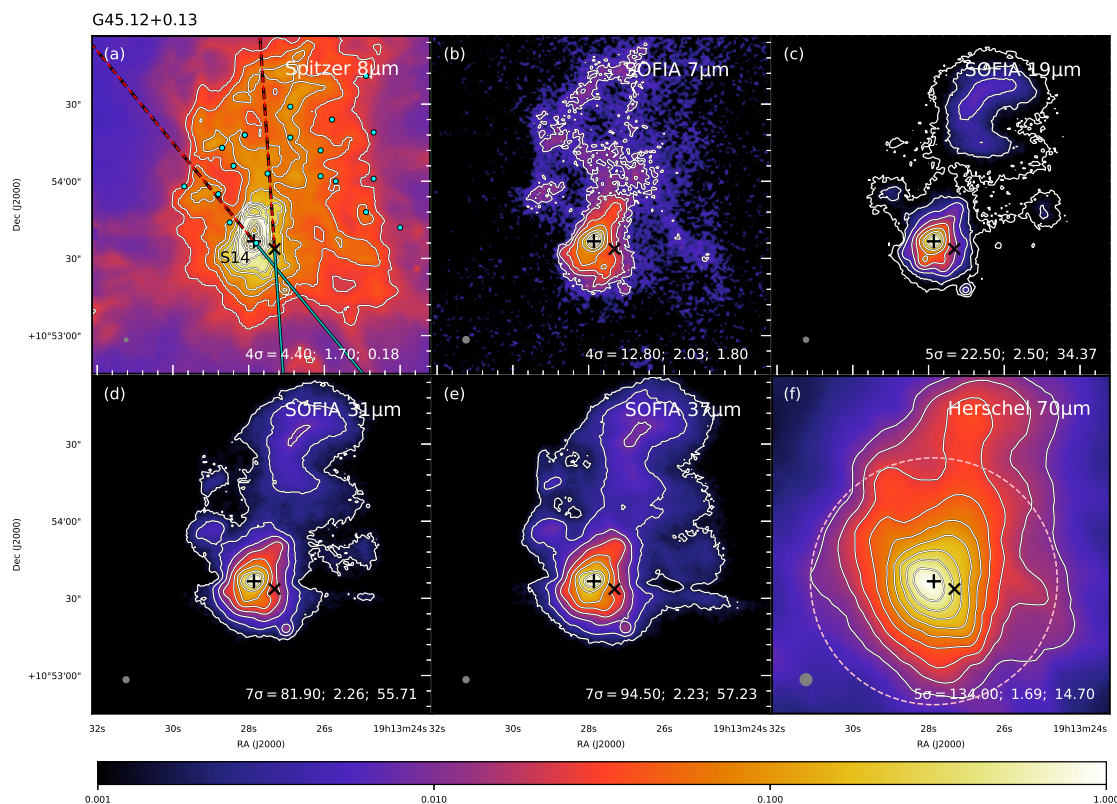 G45.12+0.13
(a) Spitzer 8μm
(b) SOFIA 7μm
(c) SOFIA 19μm
30"
54'00"
30"
+10°53'00"
Dec (J2000)
S14
4σ=4.40; 1.70; 0.18
4σ=12.80; 2.03; 1.80
5σ=22.50; 2.50; 34.37
(d) SOFIA 31μm
(e) SOFIA 37μm
(f) Herschel 70μm
30"
54'00"
30"
+10°53'00"
Dec (J2000)
7σ=81.90; 2.26; 55.71
7σ=94.50; 2.23; 57.23
5σ=134.00; 1.69; 14.70
32s 30s 28s 26s 19h13m24s
32s 30s 28s 26s 19h13m24s
32s 30s 28s 26s 19h13m24s
RA (J2000)
RA (J2000)
RA (J2000)
0.001 0.010 0.100 1.000